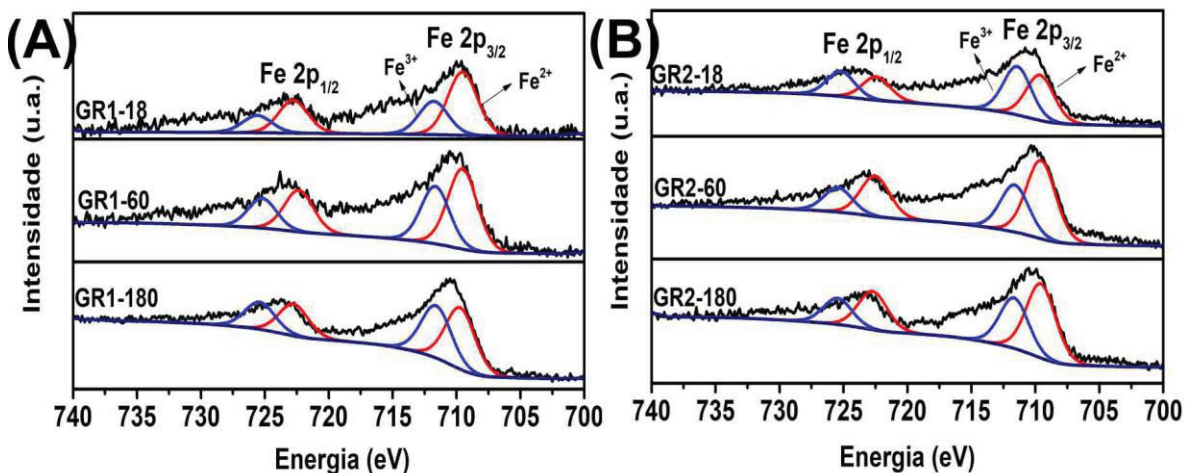 (A)
Fe 2p3/2
Fe3+
Fe 2p1/2
Fe2+
GR1-18
GR1-60
GR1-180
Intensidade (u.a.)
740 735 730 725 720 715 710 705 700
Energia (eV)
(B)
Fe3+
Fe 2p3/2
Fe 2p1/2
Fe2+
GR2-18
GR2-60
GR2-180
Intensidade (u.a.)
740 735 730 725 720 715 710 705 700
Energia (eV)